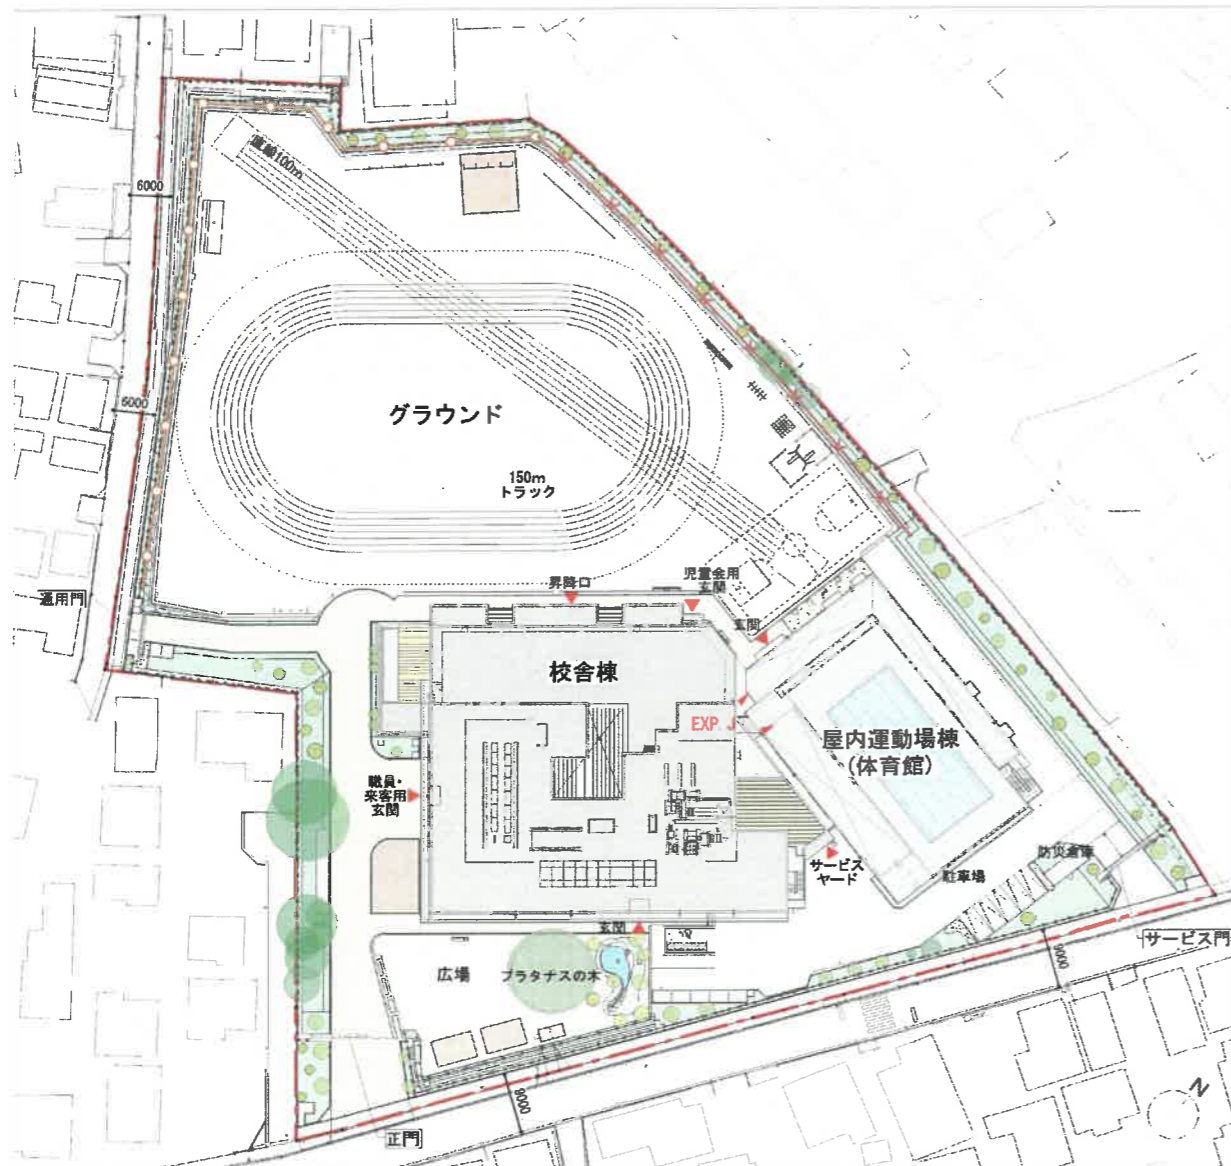 直線100m
6000
6000
グラウンド
150m
トラック
通用門
昇降口
児童会用
玄関
玄関
校舎棟
EXP J
屋内運動場棟
(体育館)
職員・
来客用
玄関
サービス
ヤード
防災倉庫
駐車場
玄関
広場
プラタナスの木
サービス門
9000
9000
正門
N